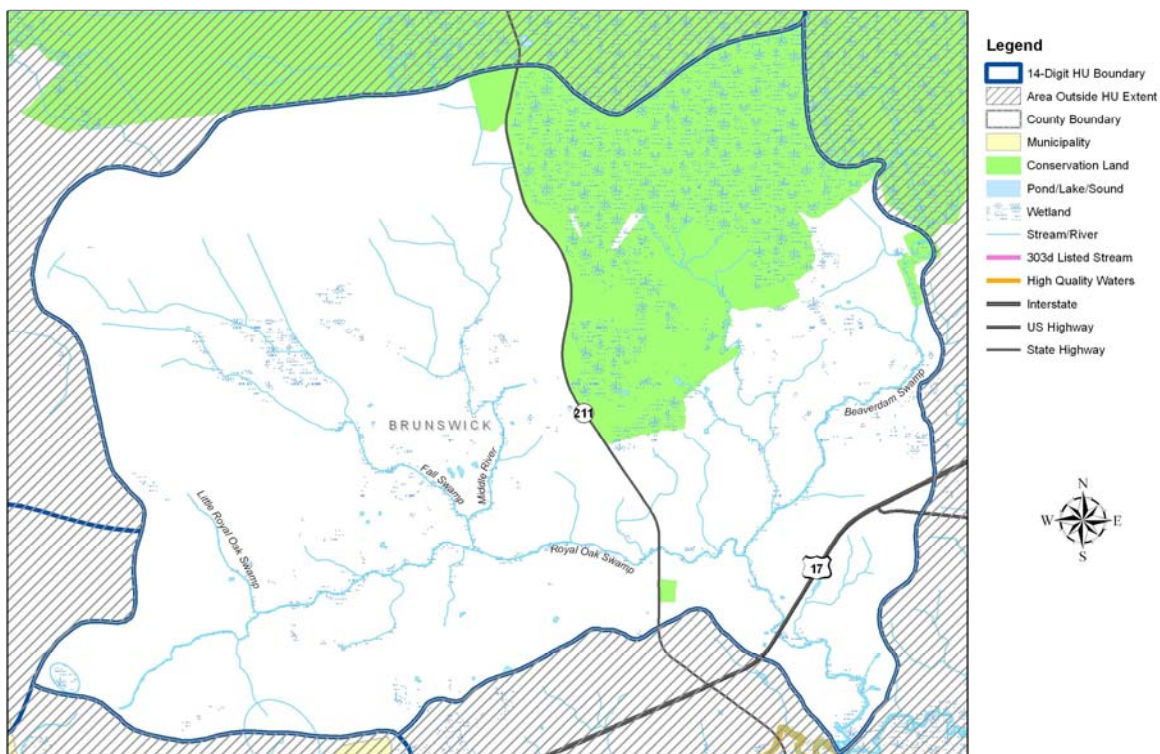 BRUNSWICK
211
17
Beaverdam Swamp
Fall Swamp
Middle River
Little Royal Oak Swamp
Royal Oak Swamp
Legend
14-Digit HU Boundary
Area Outside HU Extent
County Boundary
Municipality
Conservation Land
Pond/Lake/Sound
Wetland
Stream/River
303d Listed Stream
High Quality Waters
Interstate
US Highway
State Highway
N
W E
S